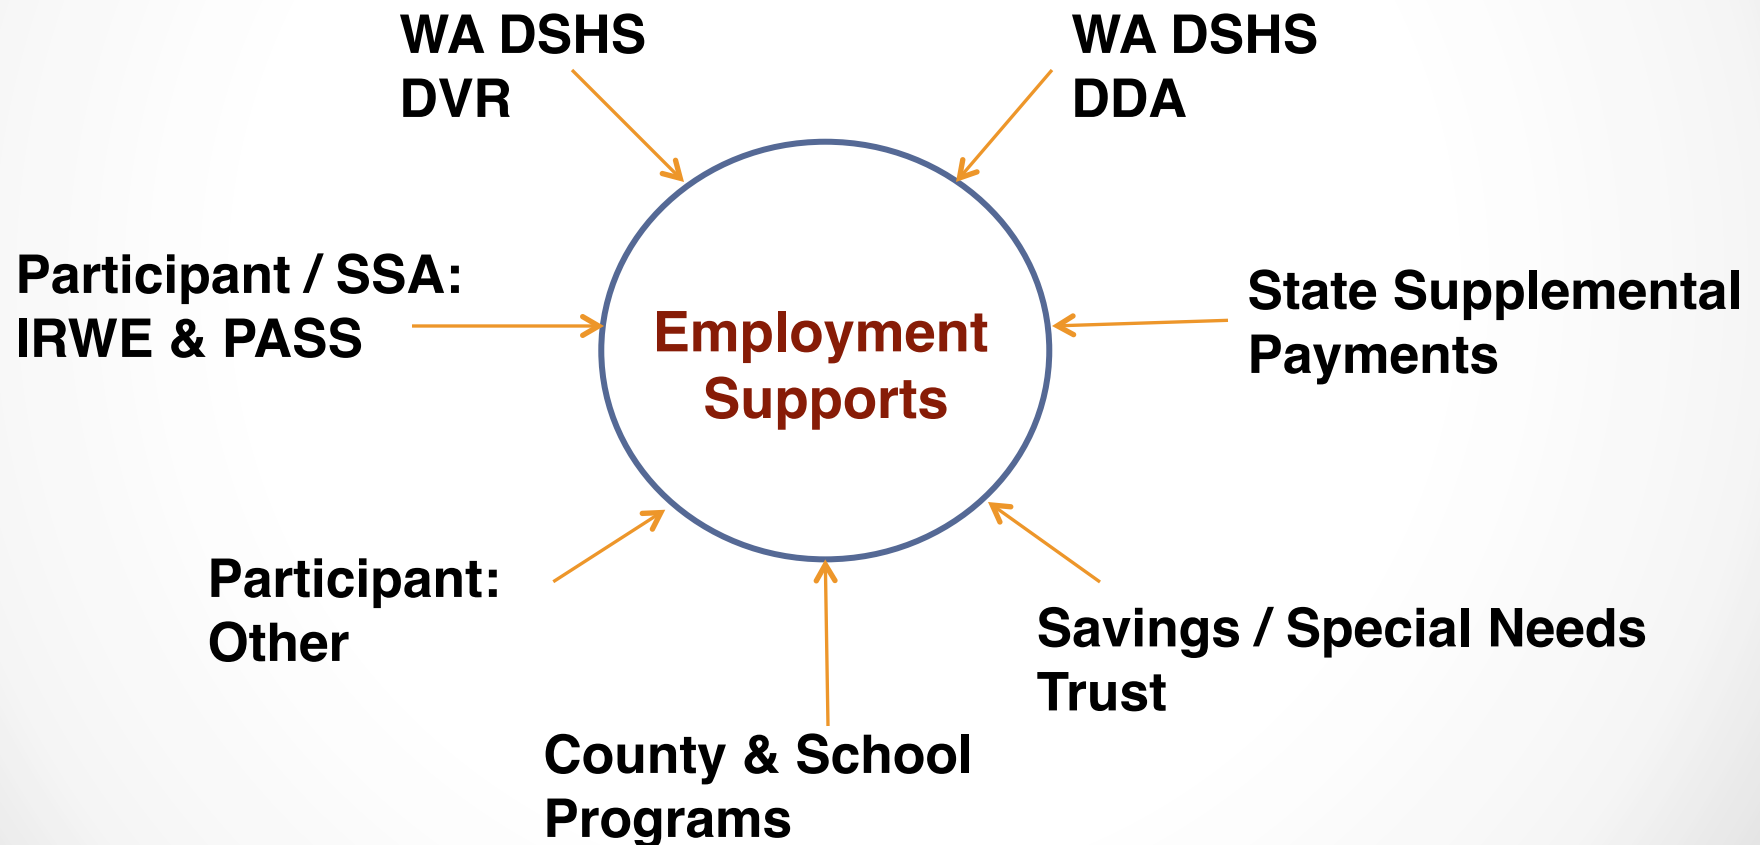 WA DSHS
DVR
WA DSHS
DDA
Participant / SSA:
IRWE & PASS
State Supplemental
Payments
Employment
Supports
Participant:
Other
Savings / Special Needs
Trust
County & School
Programs